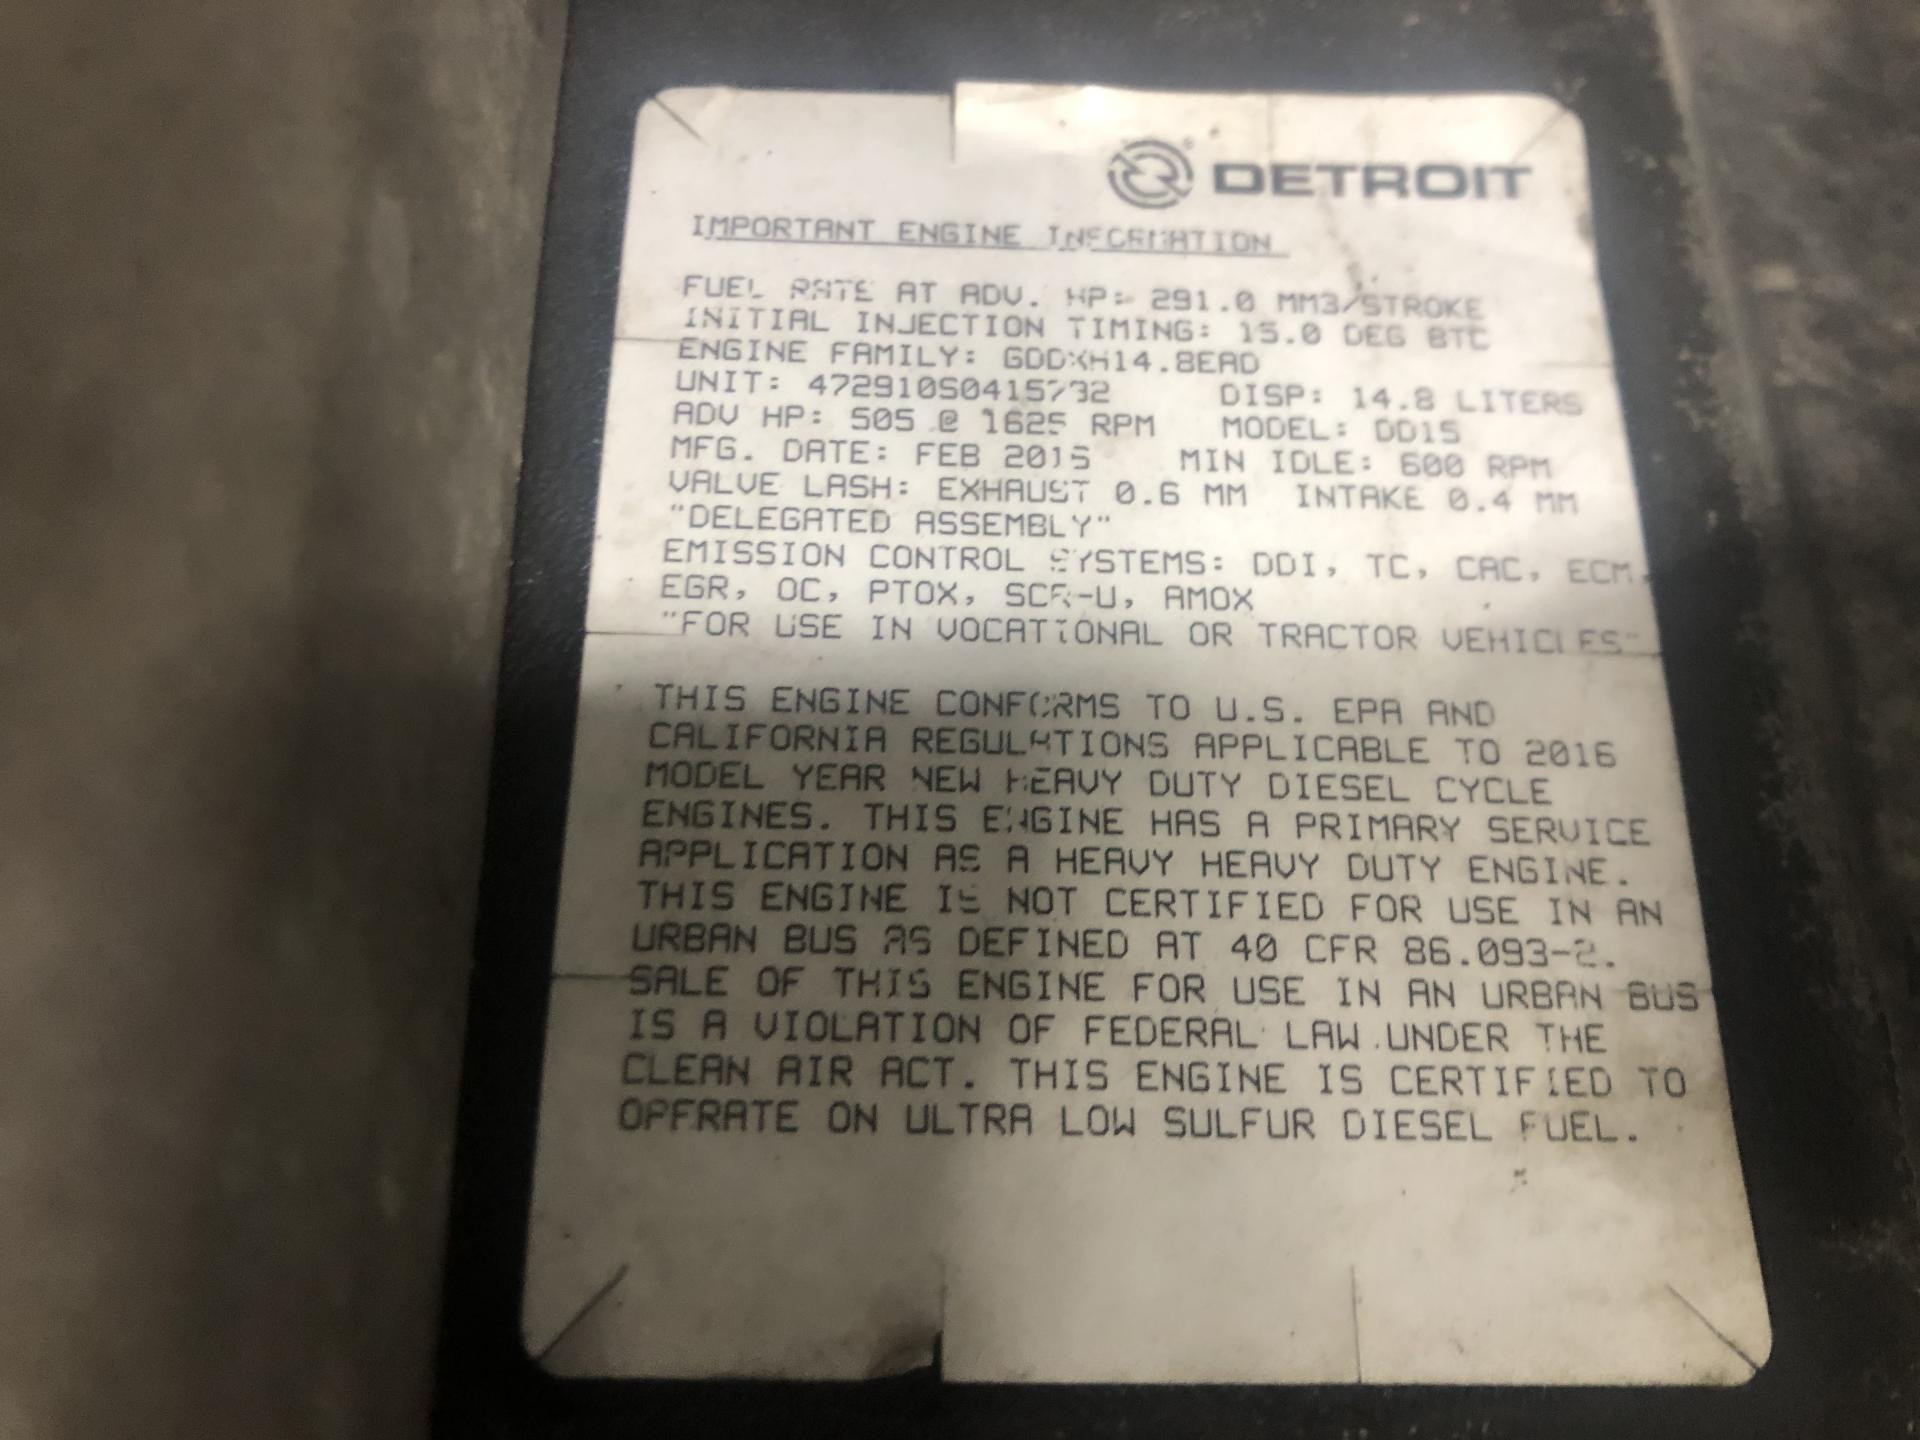 DETROIT
IMPORTANT ENGINE INFORMATION
FUEL RATE AT ADV. HP: 291.0 MM3/STROKE
INITIAL INJECTION TIMING: 15.0 DEG BTC
ENGINE FAMILY: GDDXH14.8EAD
UNIT: 472910S0415732 DISP: 14.8 LITERS
ADV HP: 505 @ 1625 RPM MODEL: DD15
MFG. DATE: FEB MIN IDLE: 600 RPM
VALVE LASH: EXHAUST 0.6 MM INTAKE 0.4 MM
"DELEGATED ASSEMBLY"
EMISSION CONTROL SYSTEMS: DDI, TC, CAC, ECM,
EGR, OC, PTOX, SCR-U, AMOX
"FOR USE IN VOCATIONAL OR TRACTOR VEHICLES"
THIS ENGINE CONFORMS TO U.S. EPA AND
CALIFORNIA REGULATIONS APPLICABLE TO 2016
MODEL YEAR NEW HEAVY DUTY DIESEL CYCLE
ENGINES. THIS ENGINE HAS A PRIMARY SERVICE
APPLICATION AS A HEAVY HEAVY DUTY ENGINE.
THIS ENGINE IS NOT CERTIFIED FOR USE IN AN
URBAN BUS AS DEFINED AT 40 CFR 86.093-2.
SALE OF THIS ENGINE FOR USE IN AN URBAN BUS
IS A VIOLATION OF FEDERAL LAW UNDER THE
CLEAN AIR ACT. THIS ENGINE IS CERTIFIED TO
OPERATE ON ULTRA LOW SULFUR DIESEL FUEL.